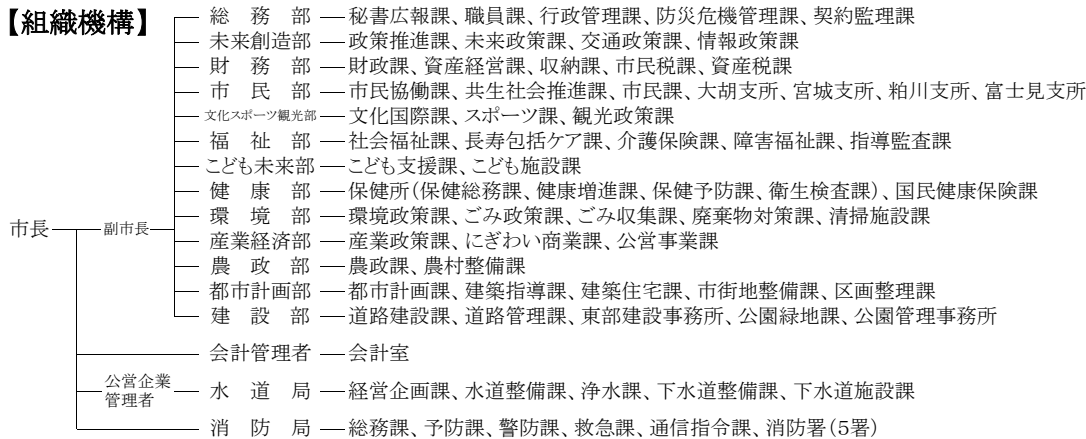 【組織機構】
総務部 ― 秘書広報課、職員課、行政管理課、防災危機管理課、契約監理課
未来創造部 ― 政策推進課、未来政策課、交通政策課、情報政策課
財務部 ― 財政課、資産経営課、収納課、市民税課、資産税課
市民部 ― 市民協働課、共生社会推進課、市民課、大胡支所、宮城支所、粕川支所、富士見支所
文化スポーツ観光部 ― 文化国際課、スポーツ課、観光政策課
福祉部 ― 社会福祉課、長寿包括ケア課、介護保険課、障害福祉課、指導監査課
こども未来部 ― こども支援課、こども施設課
健康部 ― 保健所(保健総務課、健康増進課、保健予防課、衛生検査課)、国民健康保険課
環境部 ― 環境政策課、ごみ政策課、ごみ収集課、廃棄物対策課、清掃施設課
市長 ― 副市長 ― 産業経済部 ― 産業政策課、にぎわい商業課、公営事業課
農政部 ― 農政課、農村整備課
都市計画部 ― 都市計画課、建築指導課、建築住宅課、市街地整備課、区画整理課
建設部 ― 道路建設課、道路管理課、東部建設事務所、公園緑地課、公園管理事務所
会計管理者 ― 会計室
公営企業管理者 ― 水道局 ― 経営企画課、水道整備課、浄水課、下水道整備課、下水道施設課
消防局 ― 総務課、予防課、警防課、救急課、通信指令課、消防署(5署)